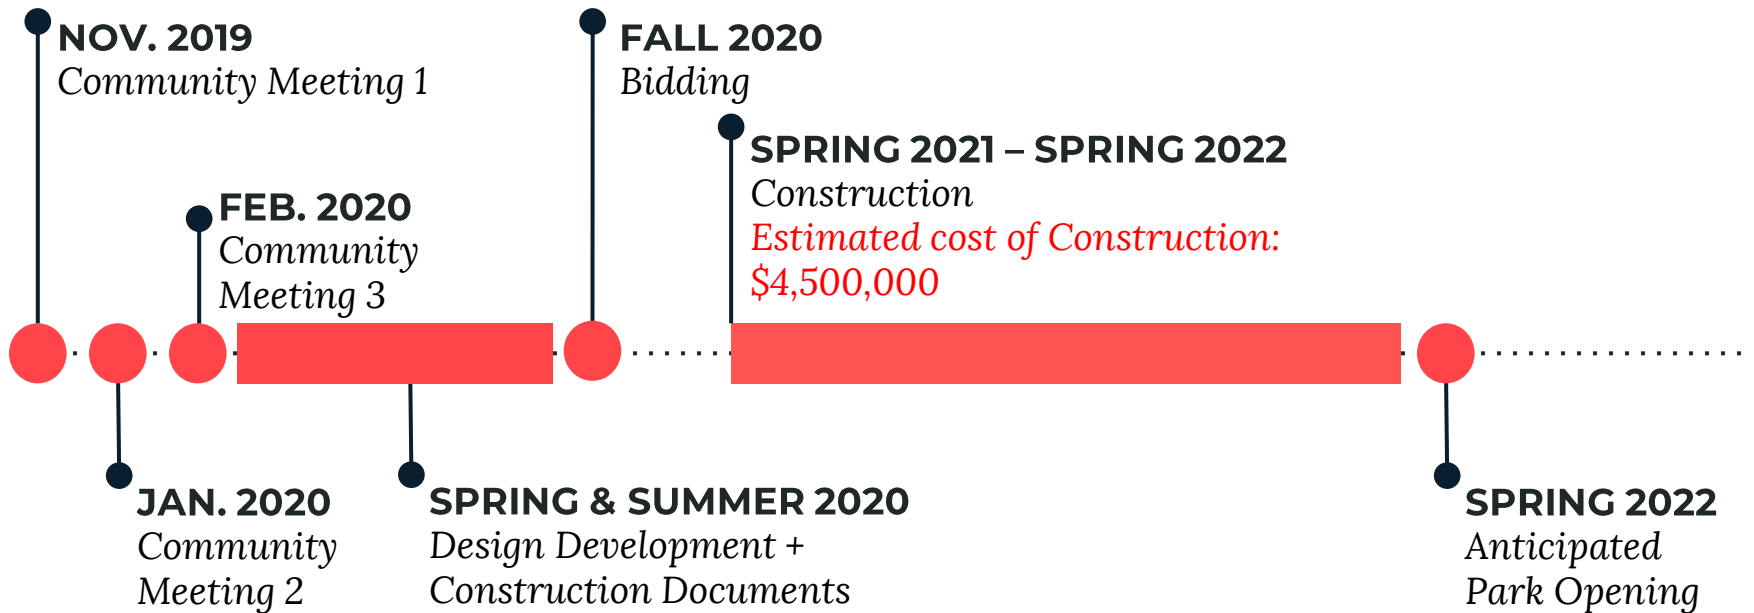 NOV. 2019
Community Meeting 1
JAN. 2020
Community
Meeting 2
FEB. 2020
Community
Meeting 3
SPRING & SUMMER 2020
Design Development +
Construction Documents
FALL 2020
Bidding
SPRING 2021 – SPRING 2022
Construction
Estimated cost of Construction:
$4,500,000
SPRING 2022
Anticipated
Park Opening